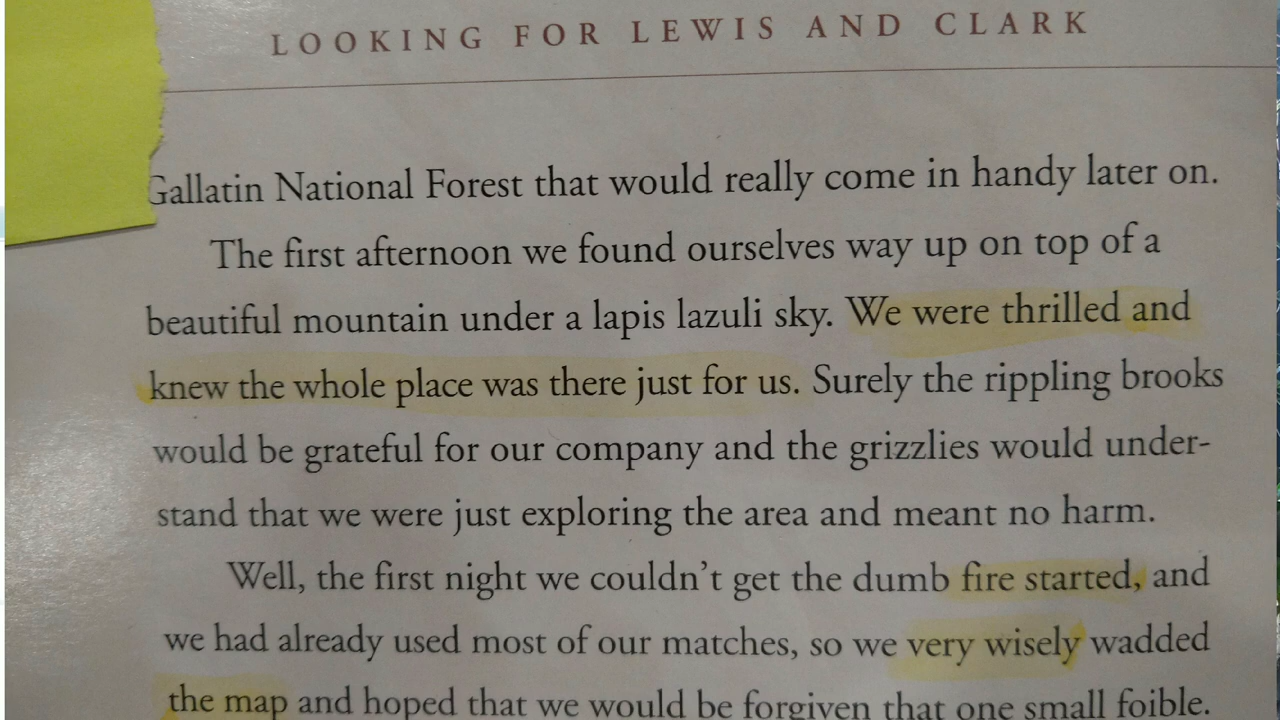 LOOKING FOR LEWIS AND CLARK
Gallatin National Forest that would really come in handy later on.
The first afternoon we found ourselves way up on top of a
beautiful mountain under a lapis lazuli sky. We were thrilled and
knew the whole place was there just for us. Surely the rippling brooks
would be grateful for our company and the grizzlies would under-
stand that we were just exploring the area and meant no harm.
Well, the first night we couldn't get the dumb fire started, and
we had already used most of our matches, so we very wisely wadded
the map and hoped that we would be forgiven that one small foible.